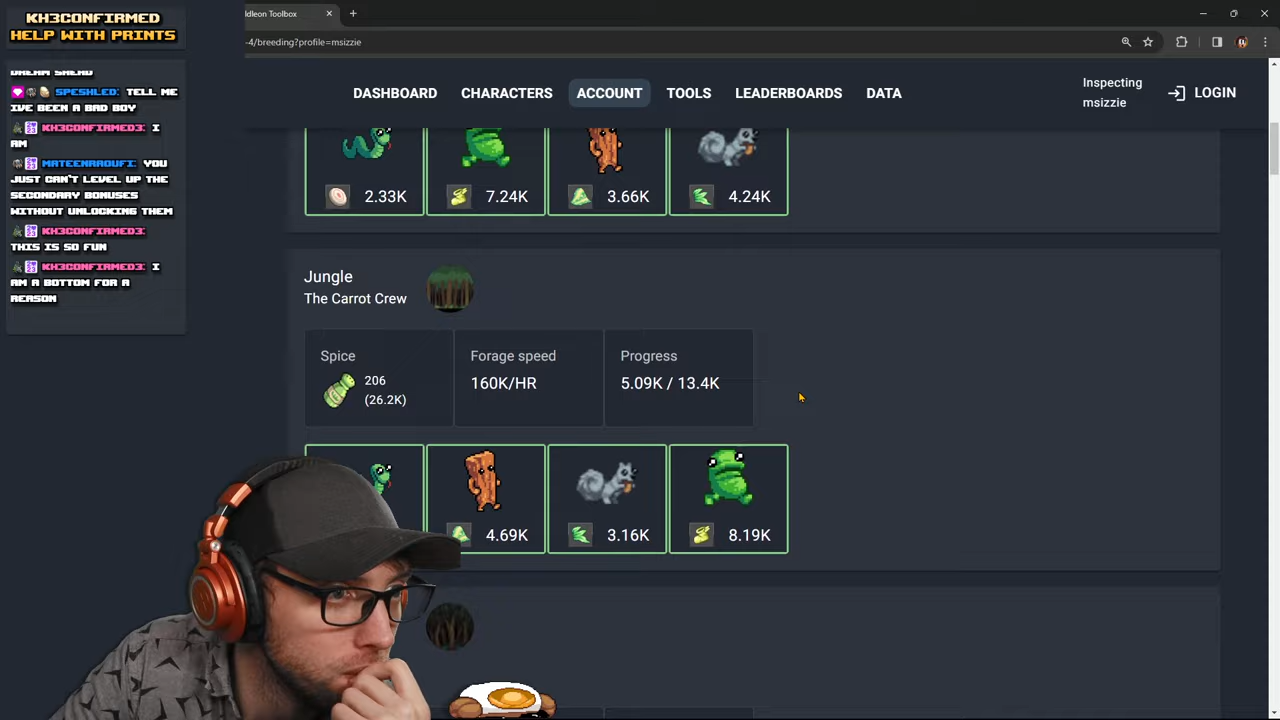 KH3CONFIRMED
HELP WITH PRINTS
SPESHLED: TELL ME
IVE BEEN A BAD BOY
KH3CONFIRMED3: I
AM
MATEENRAOUFI: YOU
JUST CAN'T LEVEL UP THE
SECONDARY BONUSES
WITHOUT UNLOCKING THEM
KH3CONFIRMED3:
THIS IS SO FUN
KH3CONFIRMED3: I
AM A BOTTOM FOR A
REASON
dleon Toolbox
-4/breeding?profile=msizzie
DASHBOARD CHARACTERS ACCOUNT TOOLS LEADERBOARDS DATA
Inspecting
msizzie
LOGIN
2.33K 7.24K 3.66K 4.24K
Jungle
The Carrot Crew
Spice Forage speed Progress
206
(26.2K)
160K/HR
5.09K / 13.4K
4.69K 3.16K 8.19K